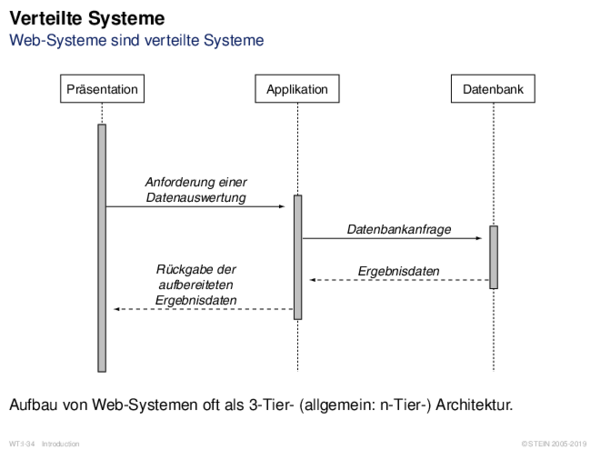 Verteilte Systeme
Web-Systeme sind verteilte Systeme
Präsentation
Applikation
Datenbank
Anforderung einer
Datenauswertung
Datenbankanfrage
Ergebnisdaten
Rückgabe der
aufbereiteten
Ergebnisdaten
Aufbau von Web-Systemen oft als 3-Tier- (allgemein: n-Tier-) Architektur.
WT:I-34 Introduction
© STEIN 2005-2019